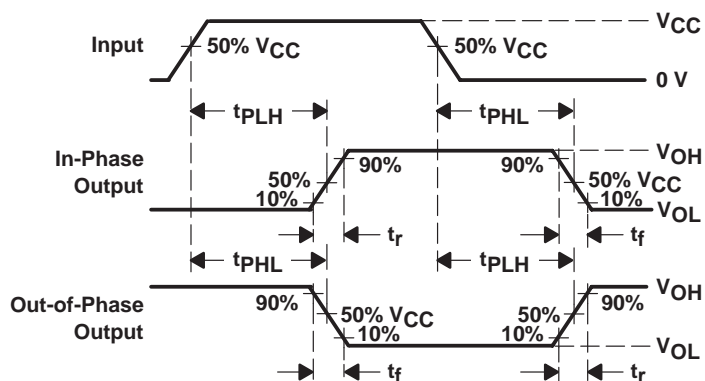 VCC
Input
50% VCC
50% VCC
0 V
tPLH
tPHL
In-Phase
Output
90%
90%
VOH
50%
10%
50% VCC
10%
VOL
tr
tf
tPHL
tPLH
Out-of-Phase
Output
90%
50% VCC
10%
50%
10%
90%
VOH
VOL
tf
tr